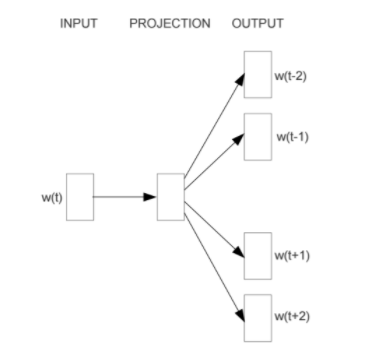 INPUT PROJECTION OUTPUT
w(t-2)
w(t-1)
w(t)
w(t+1)
w(t+2)